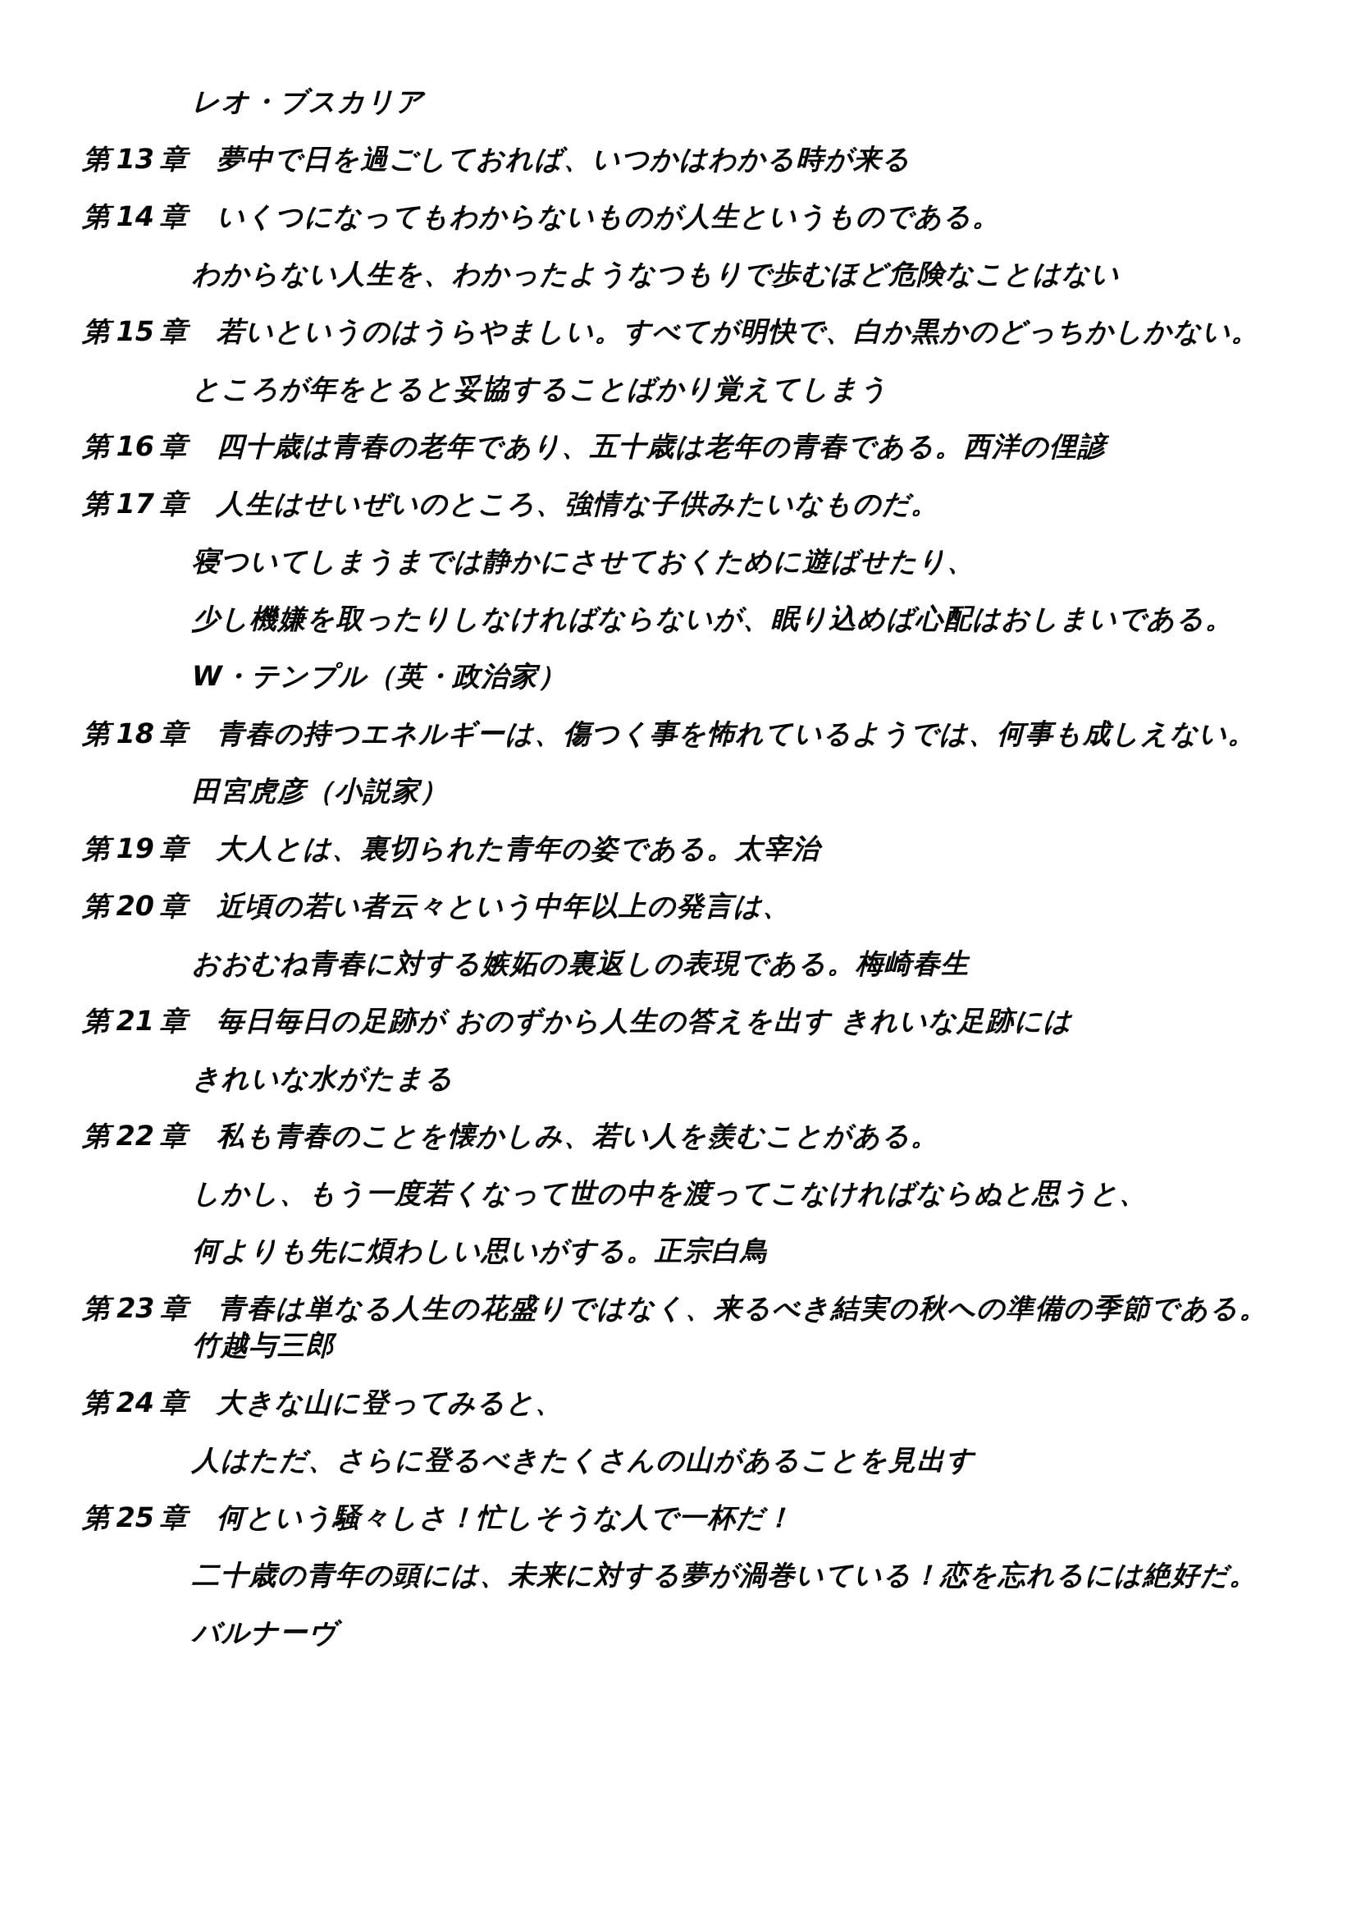 レオ・ブスカリア
第13章　夢中で日を過ごしておれば、いつかはわかる時が来る
第14章　いくつになってもわからないものが人生というものである。
わからない人生を、わかったようなつもりで歩むほど危険なことはない
第15章　若いというのはうらやましい。すべてが明快で、白か黒かのどっちかしかない。
ところが年をとると妥協することばかり覚えてしまう
第16章　四十歳は青春の老年であり、五十歳は老年の青春である。西洋の俚諺
第17章　人生はせいぜいのところ、強情な子供みたいなものだ。
寝ついてしまうまでは静かにさせておくために遊ばせたり、
少し機嫌を取ったりしなければならないが、眠り込めば心配はおしまいである。
W・テンプル（英・政治家）
第18章　青春の持つエネルギーは、傷つく事を怖れているようでは、何事も成しえない。
田宮虎彦（小説家）
第19章　大人とは、裏切られた青年の姿である。太宰治
第20章　近頃の若い者云々という中年以上の発言は、
おおむね青春に対する嫉妬の裏返しの表現である。梅崎春生
第21章　毎日毎日の足跡が おのずから人生の答えを出す きれいな足跡には
きれいな水がたまる
第22章　私も青春のことを懐かしみ、若い人を羨むことがある。
しかし、もう一度若くなって世の中を渡ってこなければならぬと思うと、
何よりも先に煩わしい思いがする。正宗白鳥
第23章　青春は単なる人生の花盛りではなく、来るべき結実の秋への準備の季節である。
竹越与三郎
第24章　大きな山に登ってみると、
人はただ、さらに登るべきたくさんの山があることを見出す
第25章　何という騒々しさ！忙しそうな人で一杯だ！
二十歳の青年の頭には、未来に対する夢が渦巻いている！恋を忘れるには絶好だ。
バルナーヴ